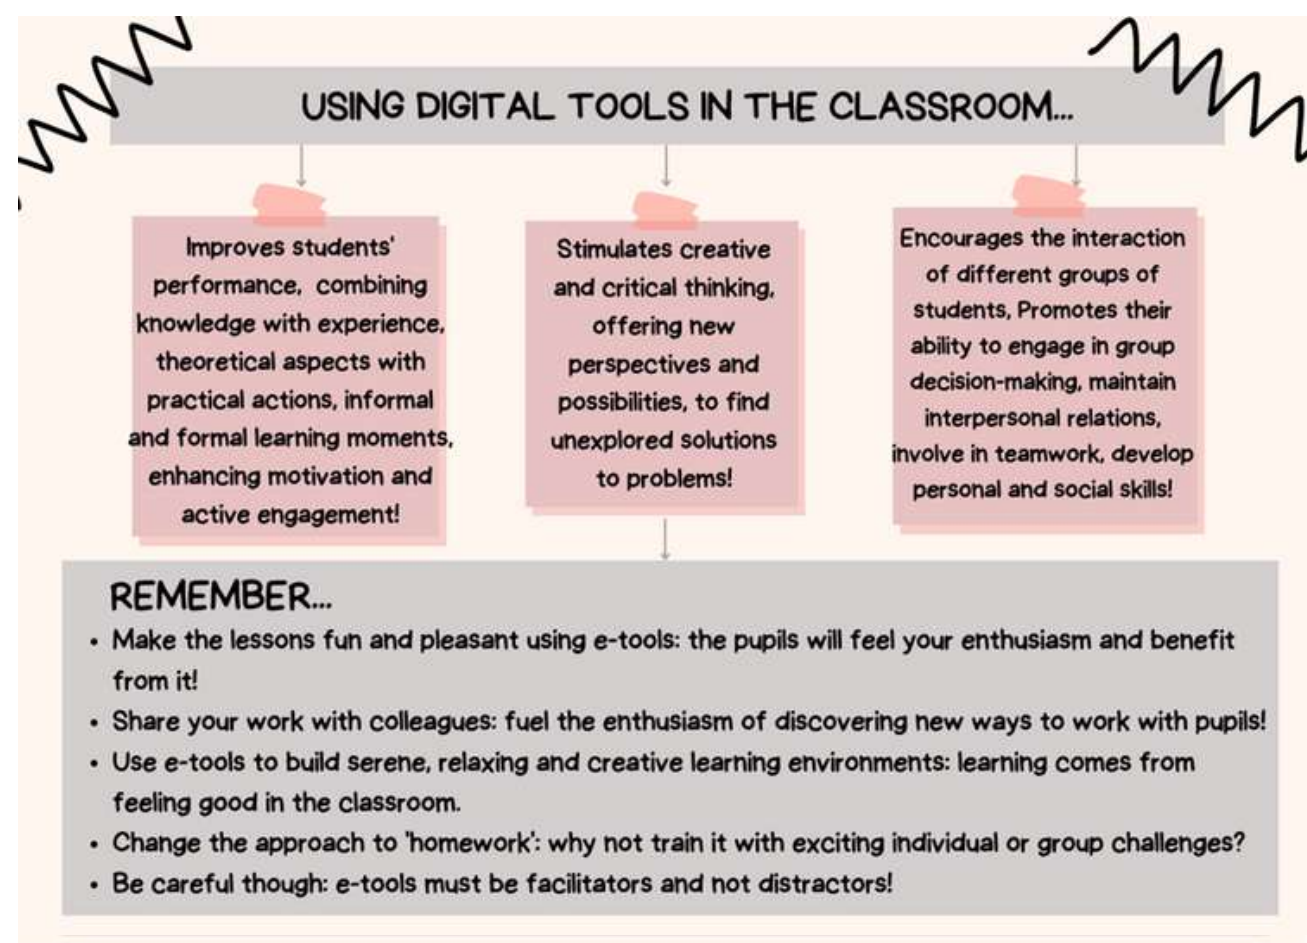 USING DIGITAL TOOLS IN THE CLASSROOM...
Improves students'
performance, combining
knowledge with experience,
theoretical aspects with
practical actions, informal
and formal learning moments,
enhancing motivation and
active engagement!
Stimulates creative
and critical thinking,
offering new
perspectives and
possibilities, to find
unexplored solutions
to problems!
Encourages the interaction
of different groups of
students, Promotes their
ability to engage in group
decision-making, maintain
interpersonal relations,
involve in teamwork, develop
personal and social skills!
REMEMBER...
• Make the lessons fun and pleasant using e-tools: the pupils will feel your enthusiasm and benefit
from it!
• Share your work with colleagues: fuel the enthusiasm of discovering new ways to work with pupils!
• Use e-tools to build serene, relaxing and creative learning environments: learning comes from
feeling good in the classroom.
• Change the approach to 'homework': why not train it with exciting individual or group challenges?
• Be careful though: e-tools must be facilitators and not distractors!